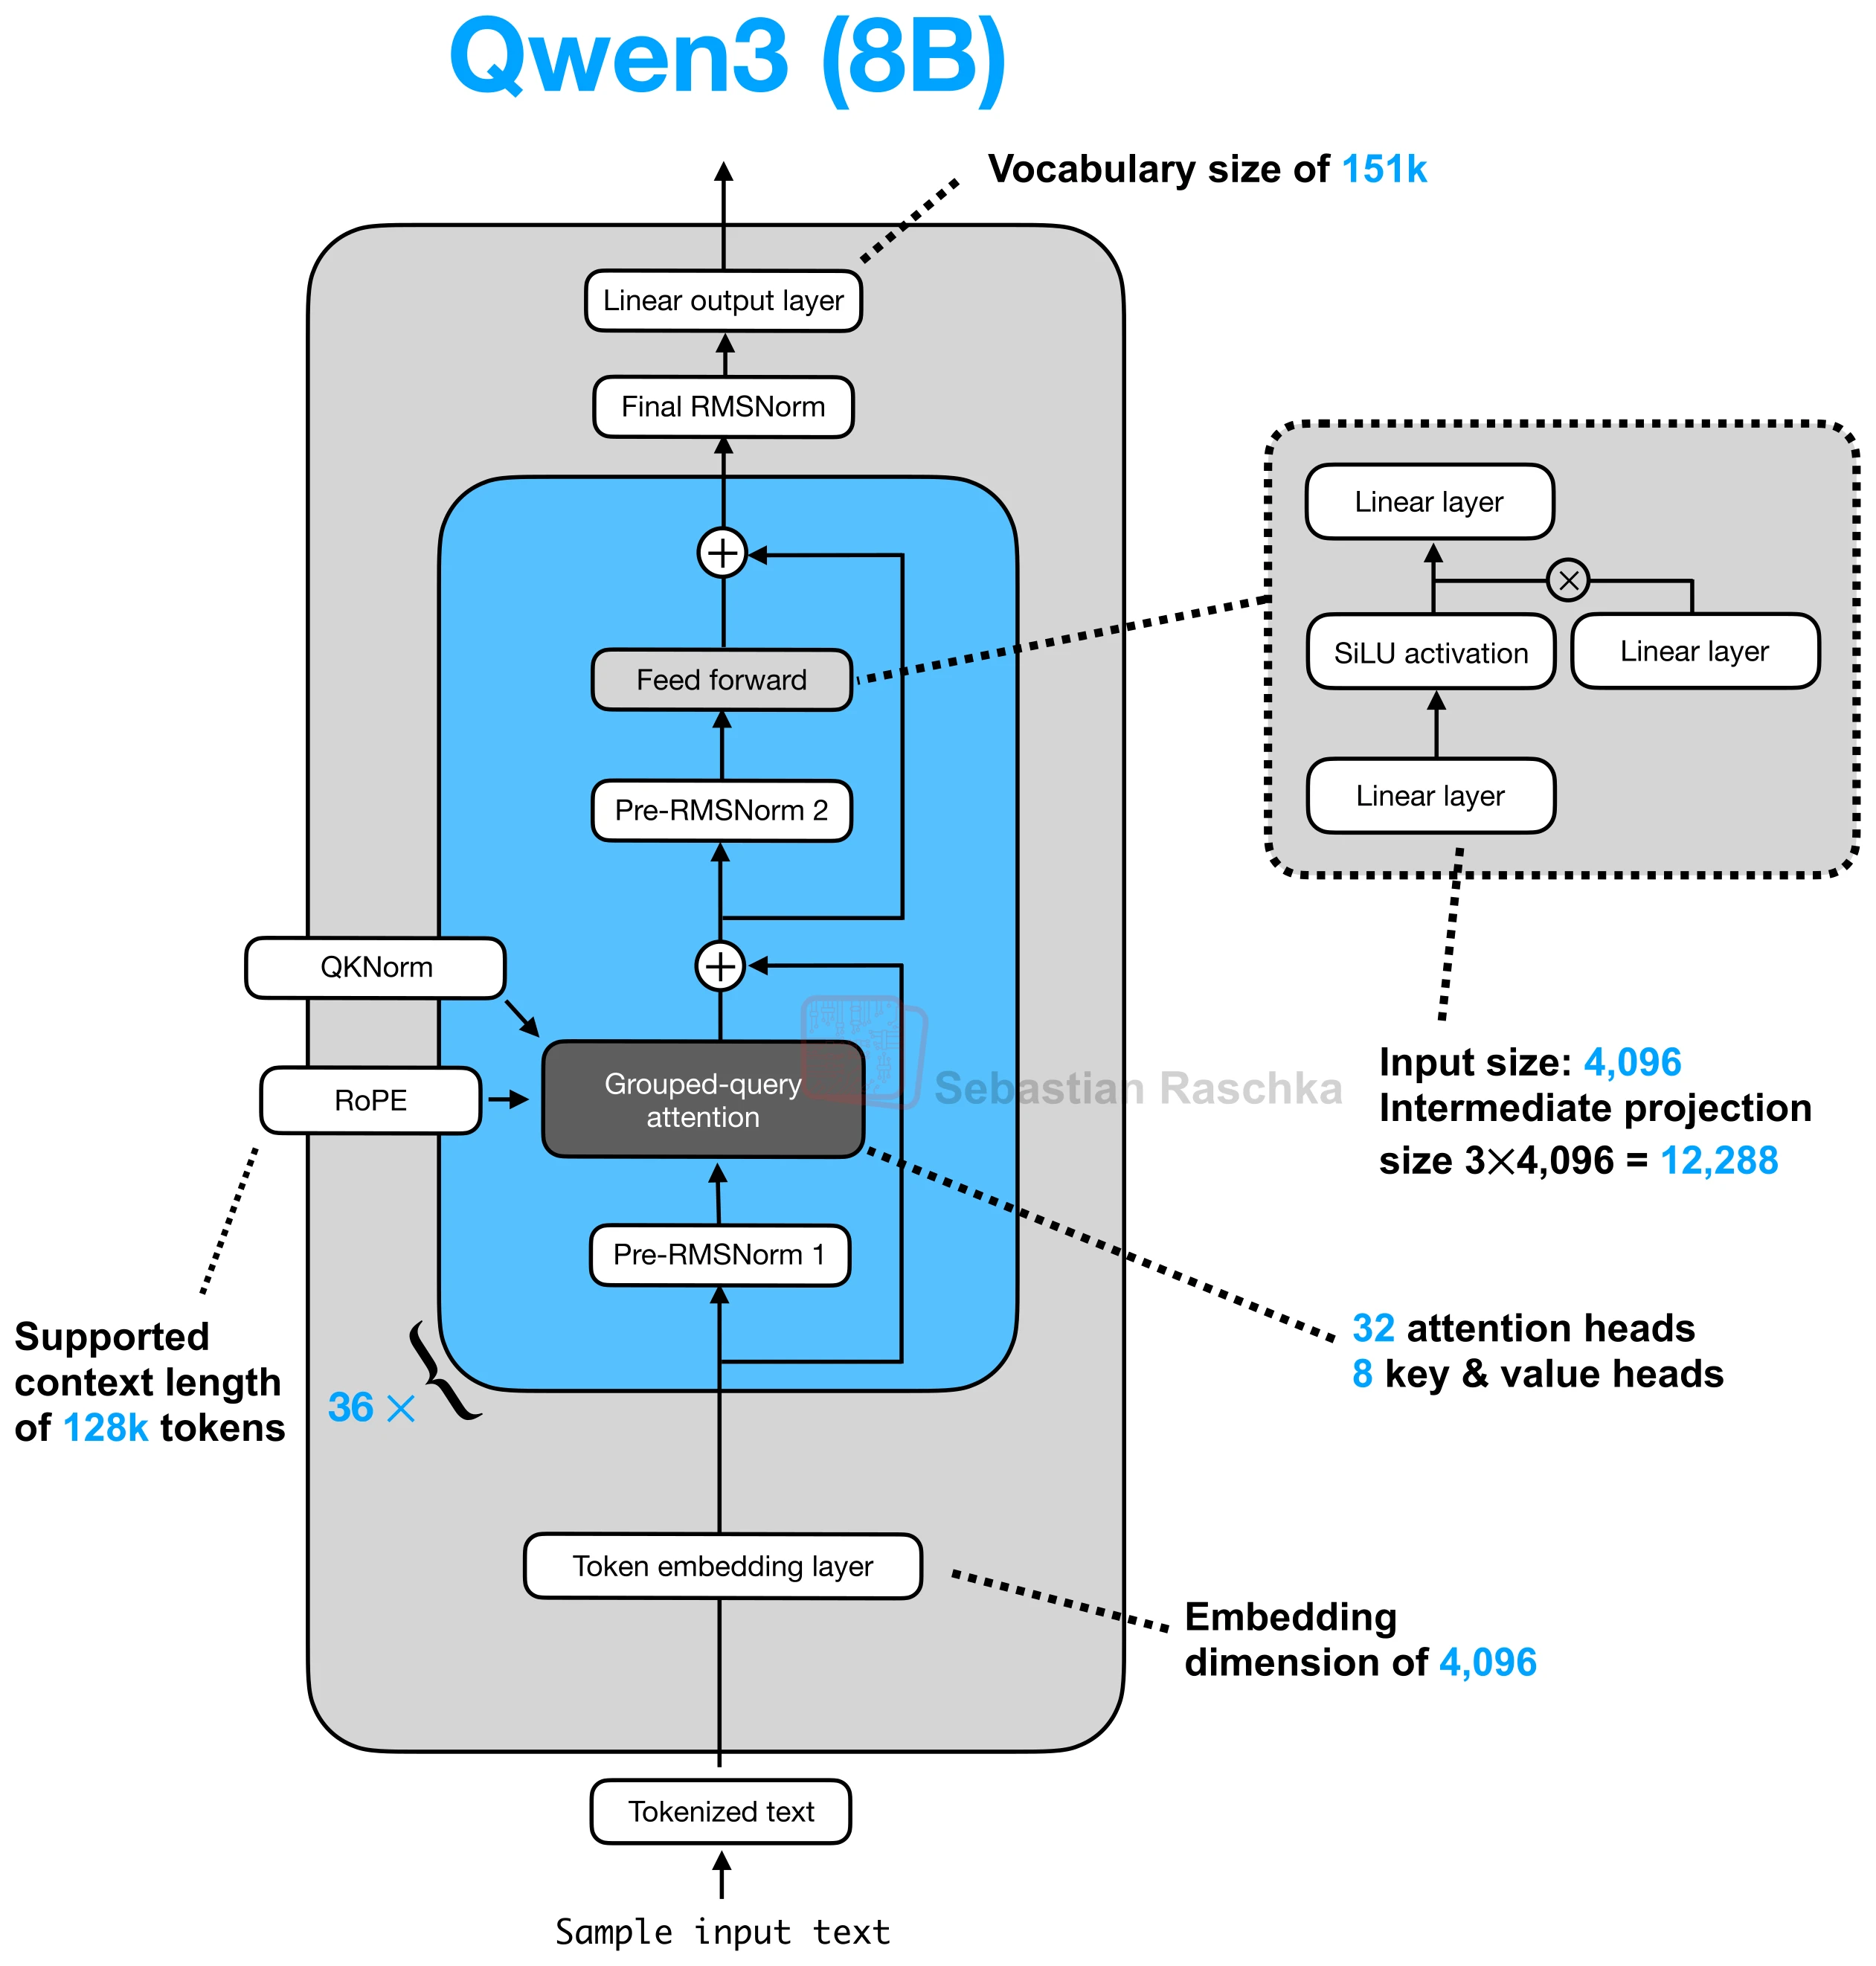 Qwen3 (8B)
Vocabulary size of 151k
Linear output layer
Final RMSNorm
Linear layer
SiLU activation
Linear layer
Linear layer
Feed forward
Pre-RMSNorm 2
QKNorm
RoPE
Grouped-query
attention
Sebastian Raschka
Input size: 4,096
Intermediate projection
size 3×4,096 = 12,288
Pre-RMSNorm 1
Supported
context length
of 128k tokens
36 ×
32 attention heads
8 key & value heads
Token embedding layer
Embedding
dimension of 4,096
Tokenized text
Sample input text